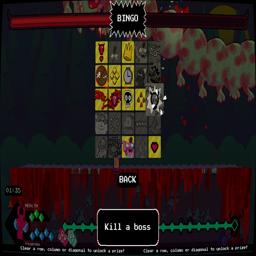 BINGO
BACK
01:35
HEALTH
Kill a boss
Clear a row, column or diagonal to unlock a prize! Clear a row, column or diagonal to unlock a prize!